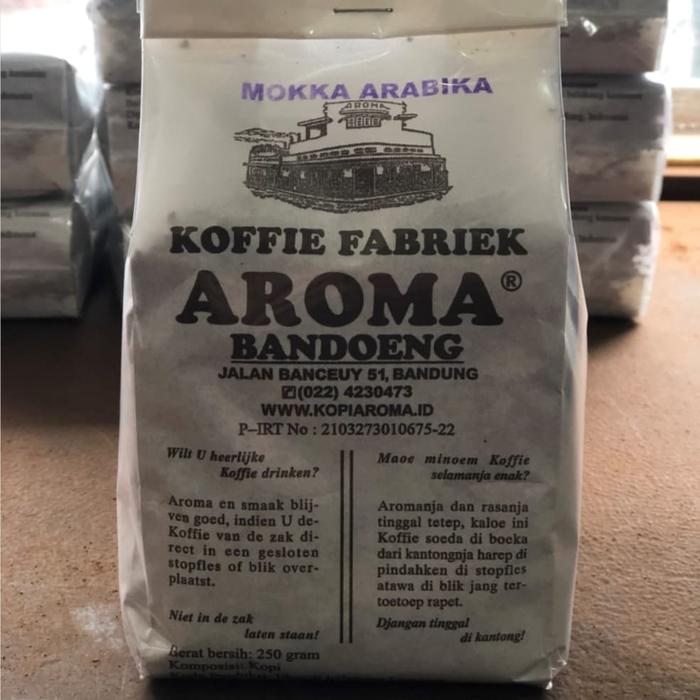 MOKKA ARABIKA
AROMA
KOFFIE FABRIEK
AROMA®
BANDOENG
JALAN BANCEUY 51, BANDUNG
(022) 4230473
WWW.KOPIAROMA.ID
P-IRT No : 2103273010675-22
Wilt U heerlijke
Koffie drinken?
Aroma en smaak blij-
ven goed, indien U de-
Koffie van de zak di-
rect in een gesloten
stopfles of blik over-
plaatst.
Niet in de zak
laten staan!
Maoe minoem Koffie
selamanja enak?
Aromanja dan rasanja
tinggal tetep, kaloe ini
Koffie soeda di boeka
dari kantongnja harep di
pindahken di stopfles
atawa di blik jang ter-
toetoep rapet.
Djangan tinggal
di kantong!
Berat bersih: 250 gram
Komposisi: Kopi